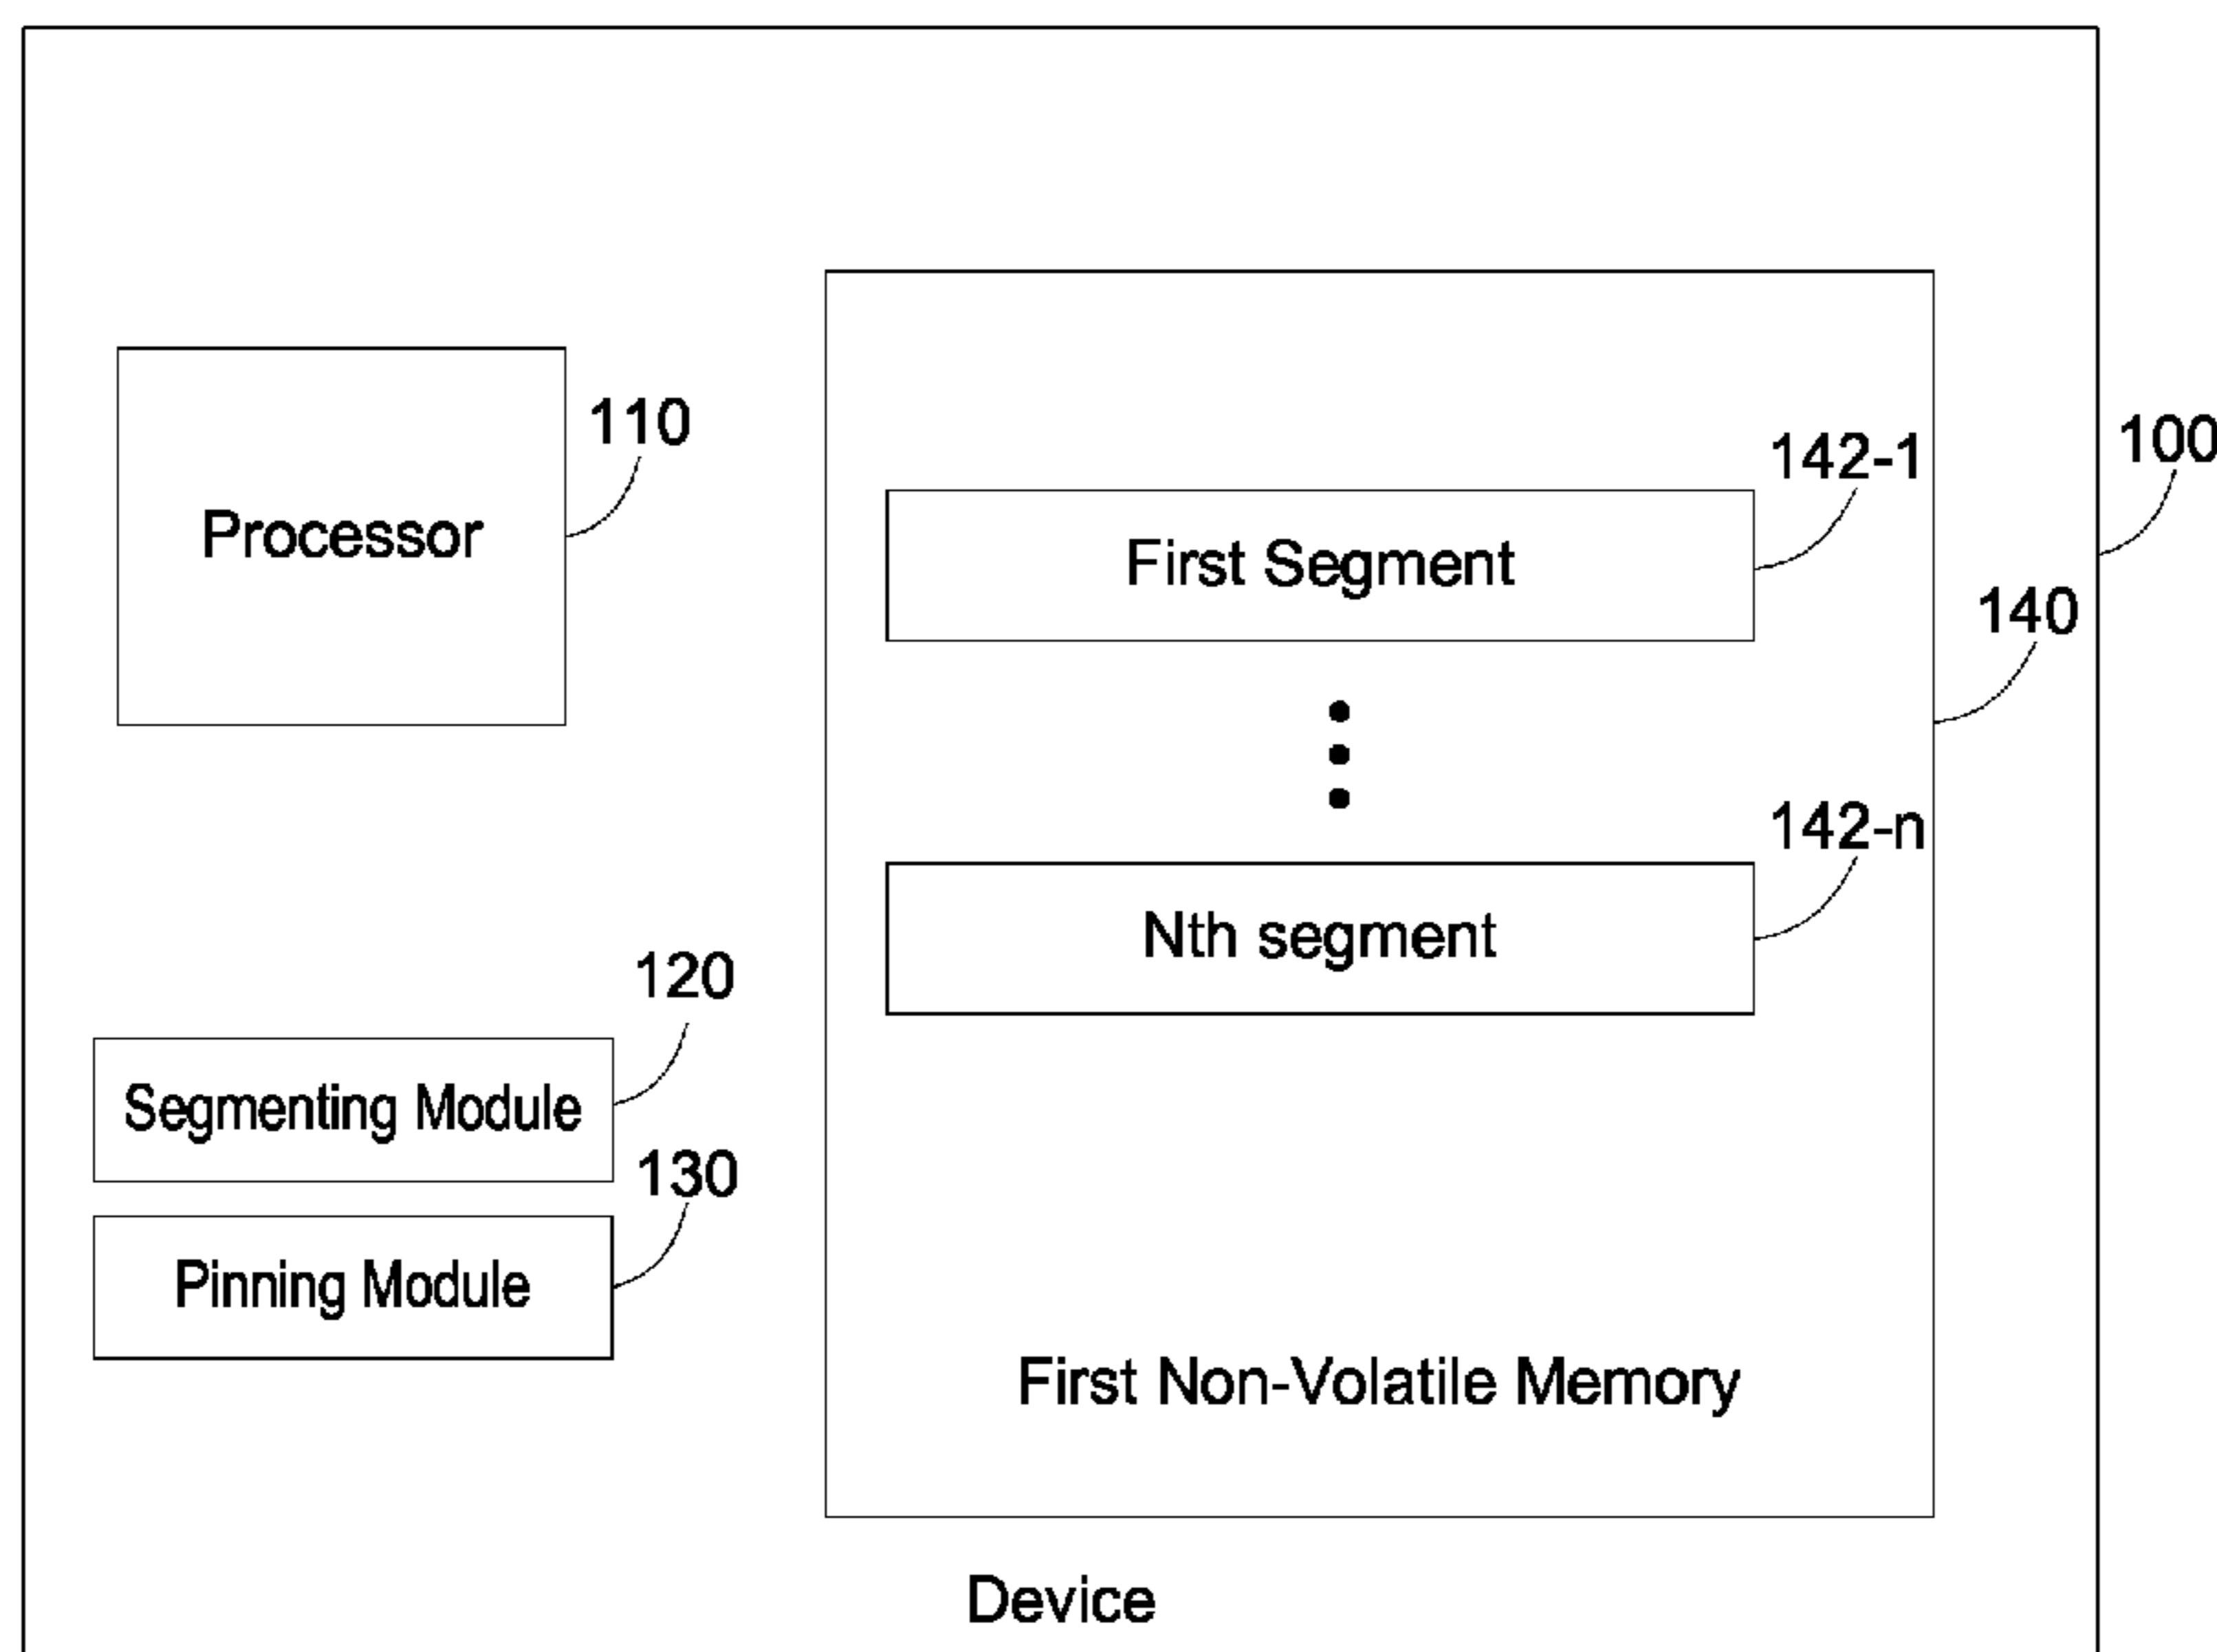 110
Processor
142-1
100
First Segment
140
142-n
Nth segment
120
Segmenting Module
130
Pinning Module
First Non-Volatile Memory
Device